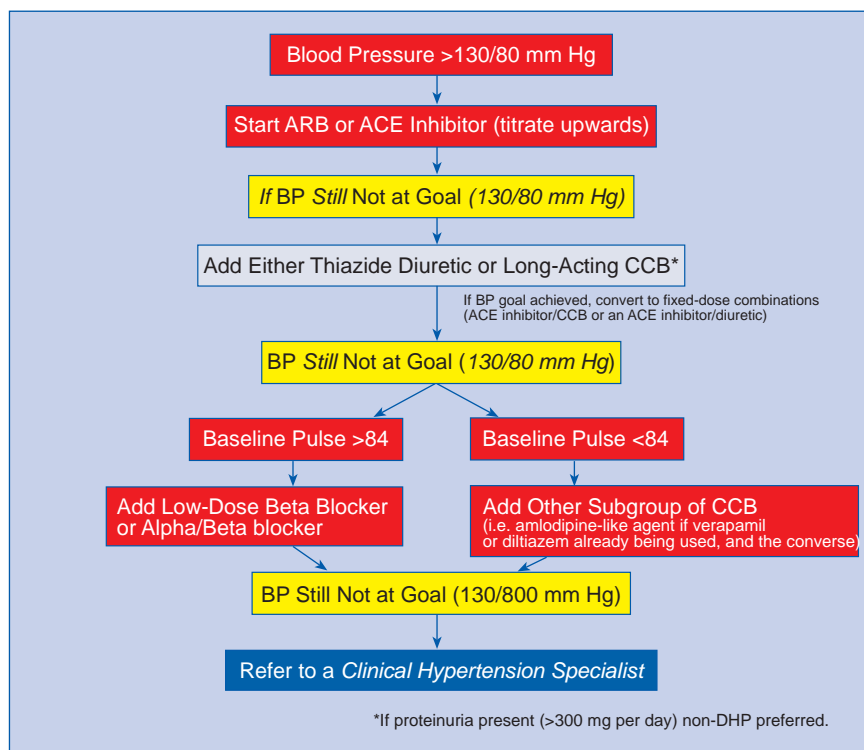 Blood Pressure >130/80 mm Hg
Start ARB or ACE Inhibitor (titrate upwards)
If BP Still Not at Goal (130/80 mm Hg)
Add Either Thiazide Diuretic or Long-Acting CCB*
If BP goal achieved, convert to fixed-dose combinations
(ACE inhibitor/CCB or an ACE inhibitor/diuretic)
BP Still Not at Goal (130/80 mm Hg)
Baseline Pulse >84
Baseline Pulse <84
Add Low-Dose Beta Blocker
or Alpha/Beta blocker
Add Other Subgroup of CCB
(i.e. amlodipine-like agent if verapamil
or diltiazem already being used, and the converse)
BP Still Not at Goal (130/800 mm Hg)
Refer to a Clinical Hypertension Specialist
*If proteinuria present (>300 mg per day) non-DHP preferred.